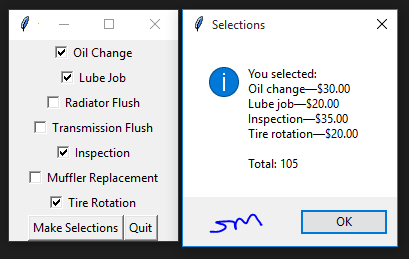 Oil Change
Lube Job
Radiator Flush
Transmission Flush
Inspection
Muffler Replacement
Tire Rotation
Make Selections
Quit
Selections
You selected:
Oil change—$30.00
Lube job—$20.00
Inspection—$35.00
Tire rotation—$20.00
Total: 105
sm
OK